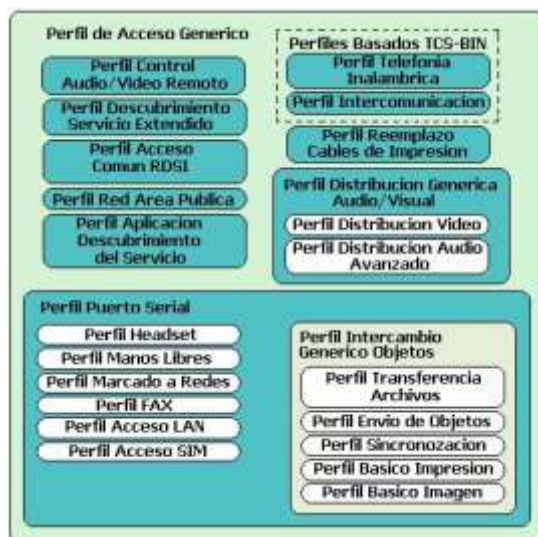 Perfil de Acceso Generico
Perfil Control
Audio/Video Remoto
Perfil Descubrimiento
Servicio Extendido
Perfil Acceso
Comun RDSI
Perfil Red Area Publica
Perfil Aplicacion
Descubrimiento
del Servicio
Perfiles Basados TCS-BIN
Perfil Telefonia
Inalambrica
Perfil Intercomunicacion
Perfil Reemplazo
Cables de Impresion
Perfil Distribucion Generica
Audio/Visual
Perfil Distribucion Video
Perfil Distribucion Audio
Avanzado
Perfil Puerto Serial
Perfil Headset
Perfil Manos Libres
Perfil Marcado a Redes
Perfil FAX
Perfil Acceso LAN
Perfil Acceso SIM
Perfil Intercambio
Generico Objetos
Perfil Transferencia
Archivos
Perfil Envio de Objetos
Perfil Sincronozacion
Perfil Basico Impresion
Perfil Basico Imagen